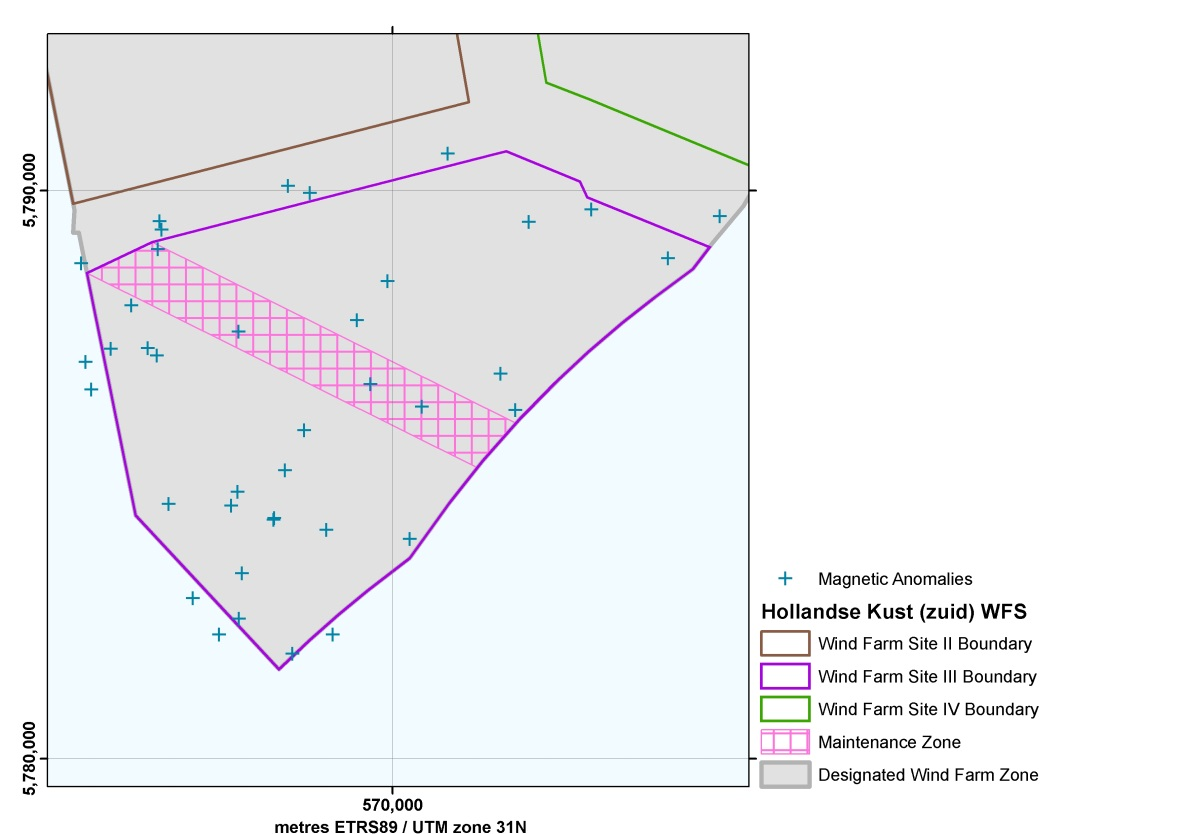 5,790,000
5,780,000
570,000
metres ETRS89 / UTM zone 31N
Magnetic Anomalies
Hollandse Kust (zuid) WFS
Wind Farm Site II Boundary
Wind Farm Site III Boundary
Wind Farm Site IV Boundary
Maintenance Zone
Designated Wind Farm Zone